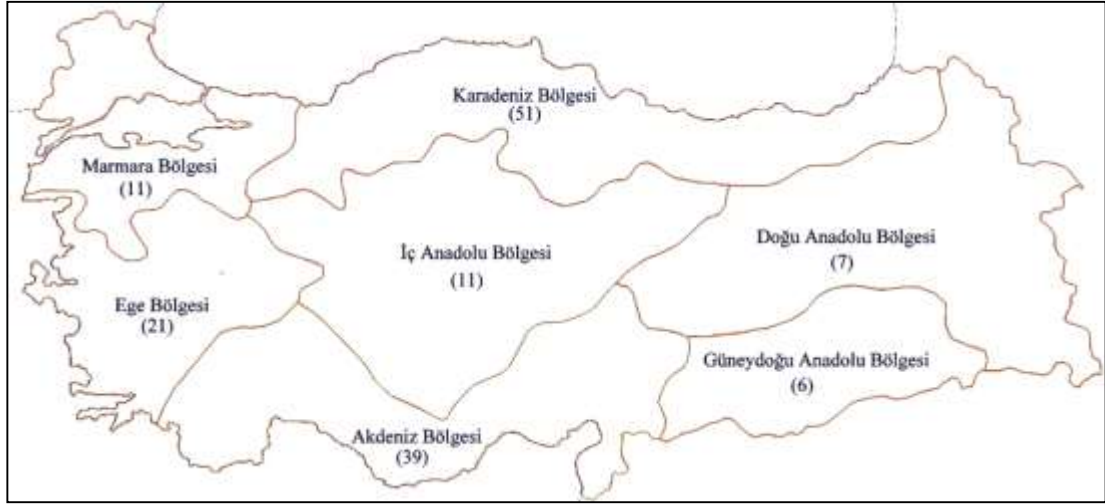 Karadeniz Bölgesi
(51)
Marmara Bölgesi
(11)
İç Anadolu Bölgesi
(11)
Doğu Anadolu Bölgesi
(7)
Ege Bölgesi
(21)
Güneydoğu Anadolu Bölgesi
(6)
Akdeniz Bölgesi
(39)